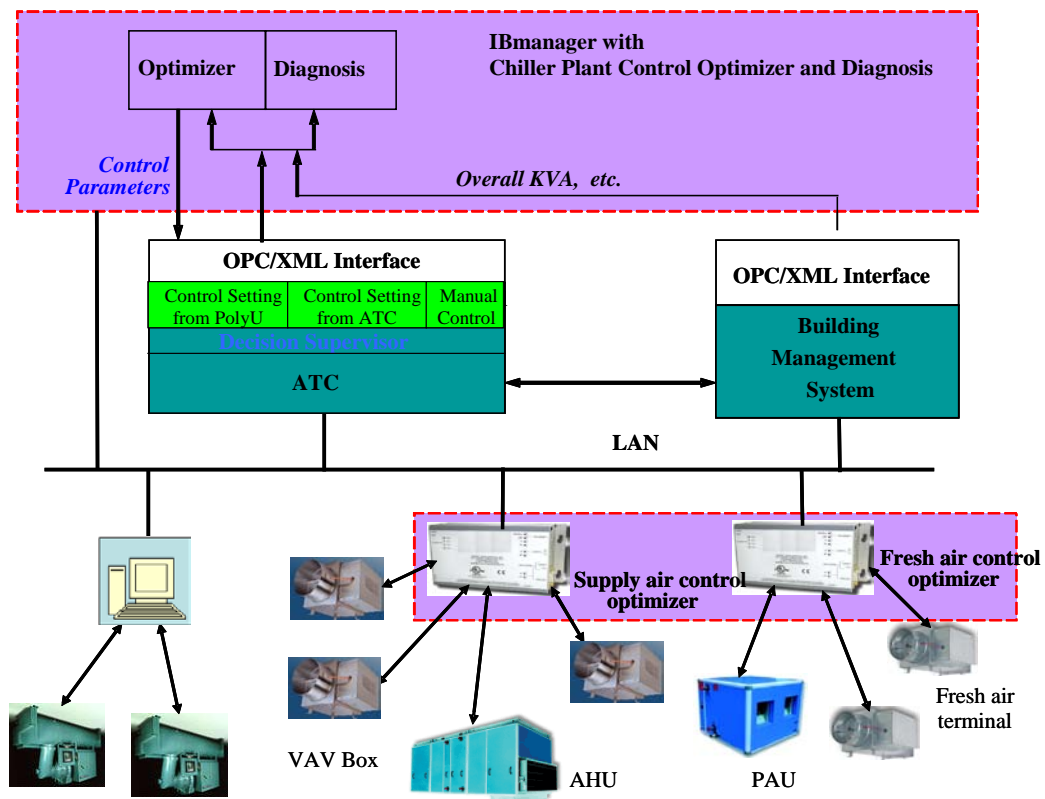 IBmanager with
Chiller Plant Control Optimizer and Diagnosis
Optimizer
Diagnosis
Control
Parameters
Overall KVA, etc.
OPC/XML Interface
Control Setting
from PolyU
Control Setting
from ATC
Manual
Control
Decision Supervisor
ATC
OPC/XML Interface
Building
Management
System
LAN
Supply air control
optimizer
Fresh air control
optimizer
VAV Box
AHU
PAU
Fresh air
terminal